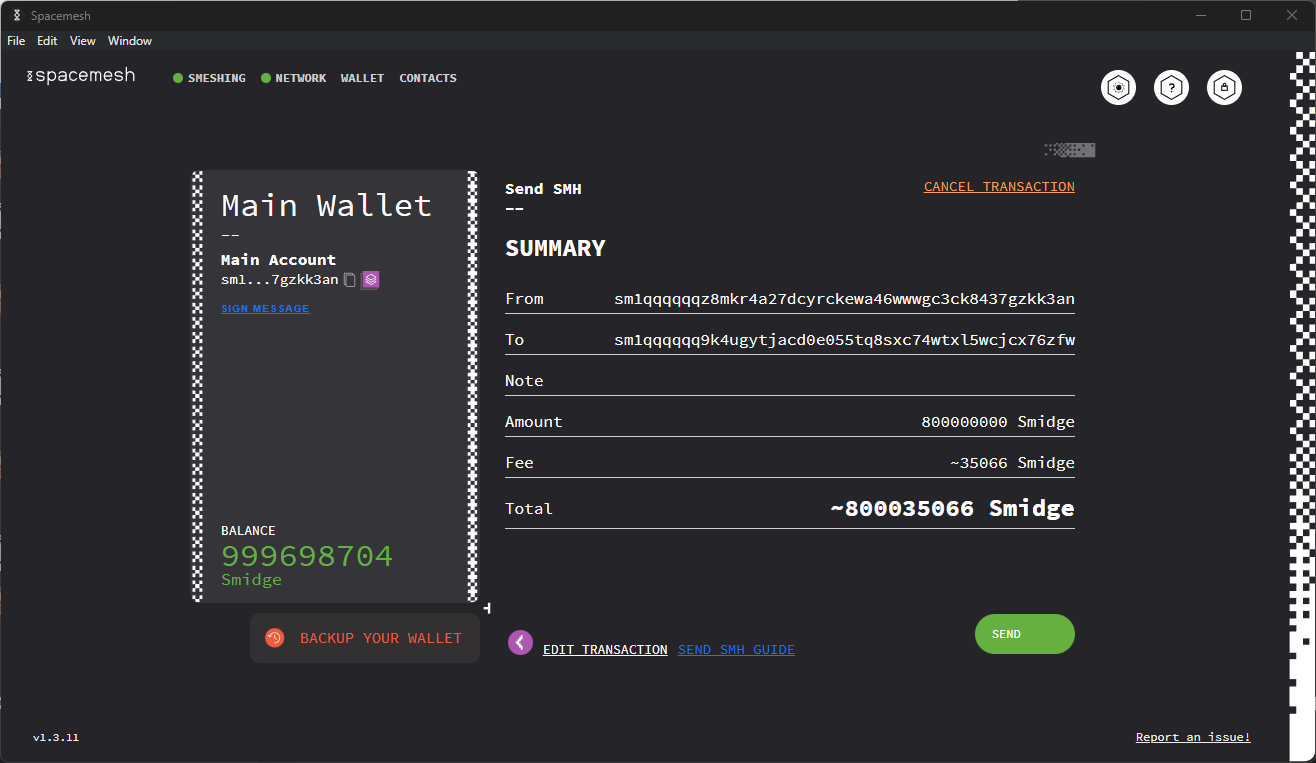 Spacemesh
File Edit View Window
spacemesh
SMESHING NETWORK WALLET CONTACTS
?
Main Wallet
--
Main Account
sm1...7gzkk3an
SIGN MESSAGE
BALANCE
999698704
Smidge
BACKUP YOUR WALLET
Send SMH
--
CANCEL TRANSACTION
SUMMARY
From sm1qqqqqqz8mkr4a27dcyrckewa46wwwgc3ck8437gzkk3an
To sm1qqqqqq9k4ugytjacd0e055tq8sxc74wtxl5wcjcx76zfw
Note
Amount 800000000 Smidge
Fee ~35066 Smidge
Total ~800035066 Smidge
EDIT TRANSACTION SEND SMH GUIDE
SEND
v1.3.11
Report an issue!